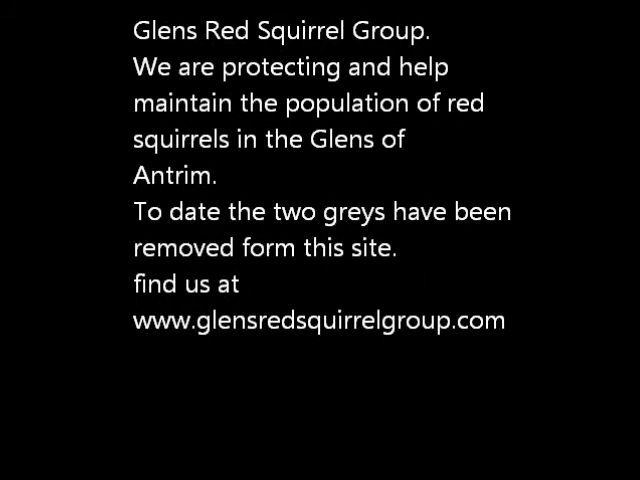 Glens Red Squirrel Group.
We are protecting and help
maintain the population of red
squirrels in the Glens of
Antrim.
To date the two greys have been
removed form this site.
find us at
www.glensredsquirrelgroup.com